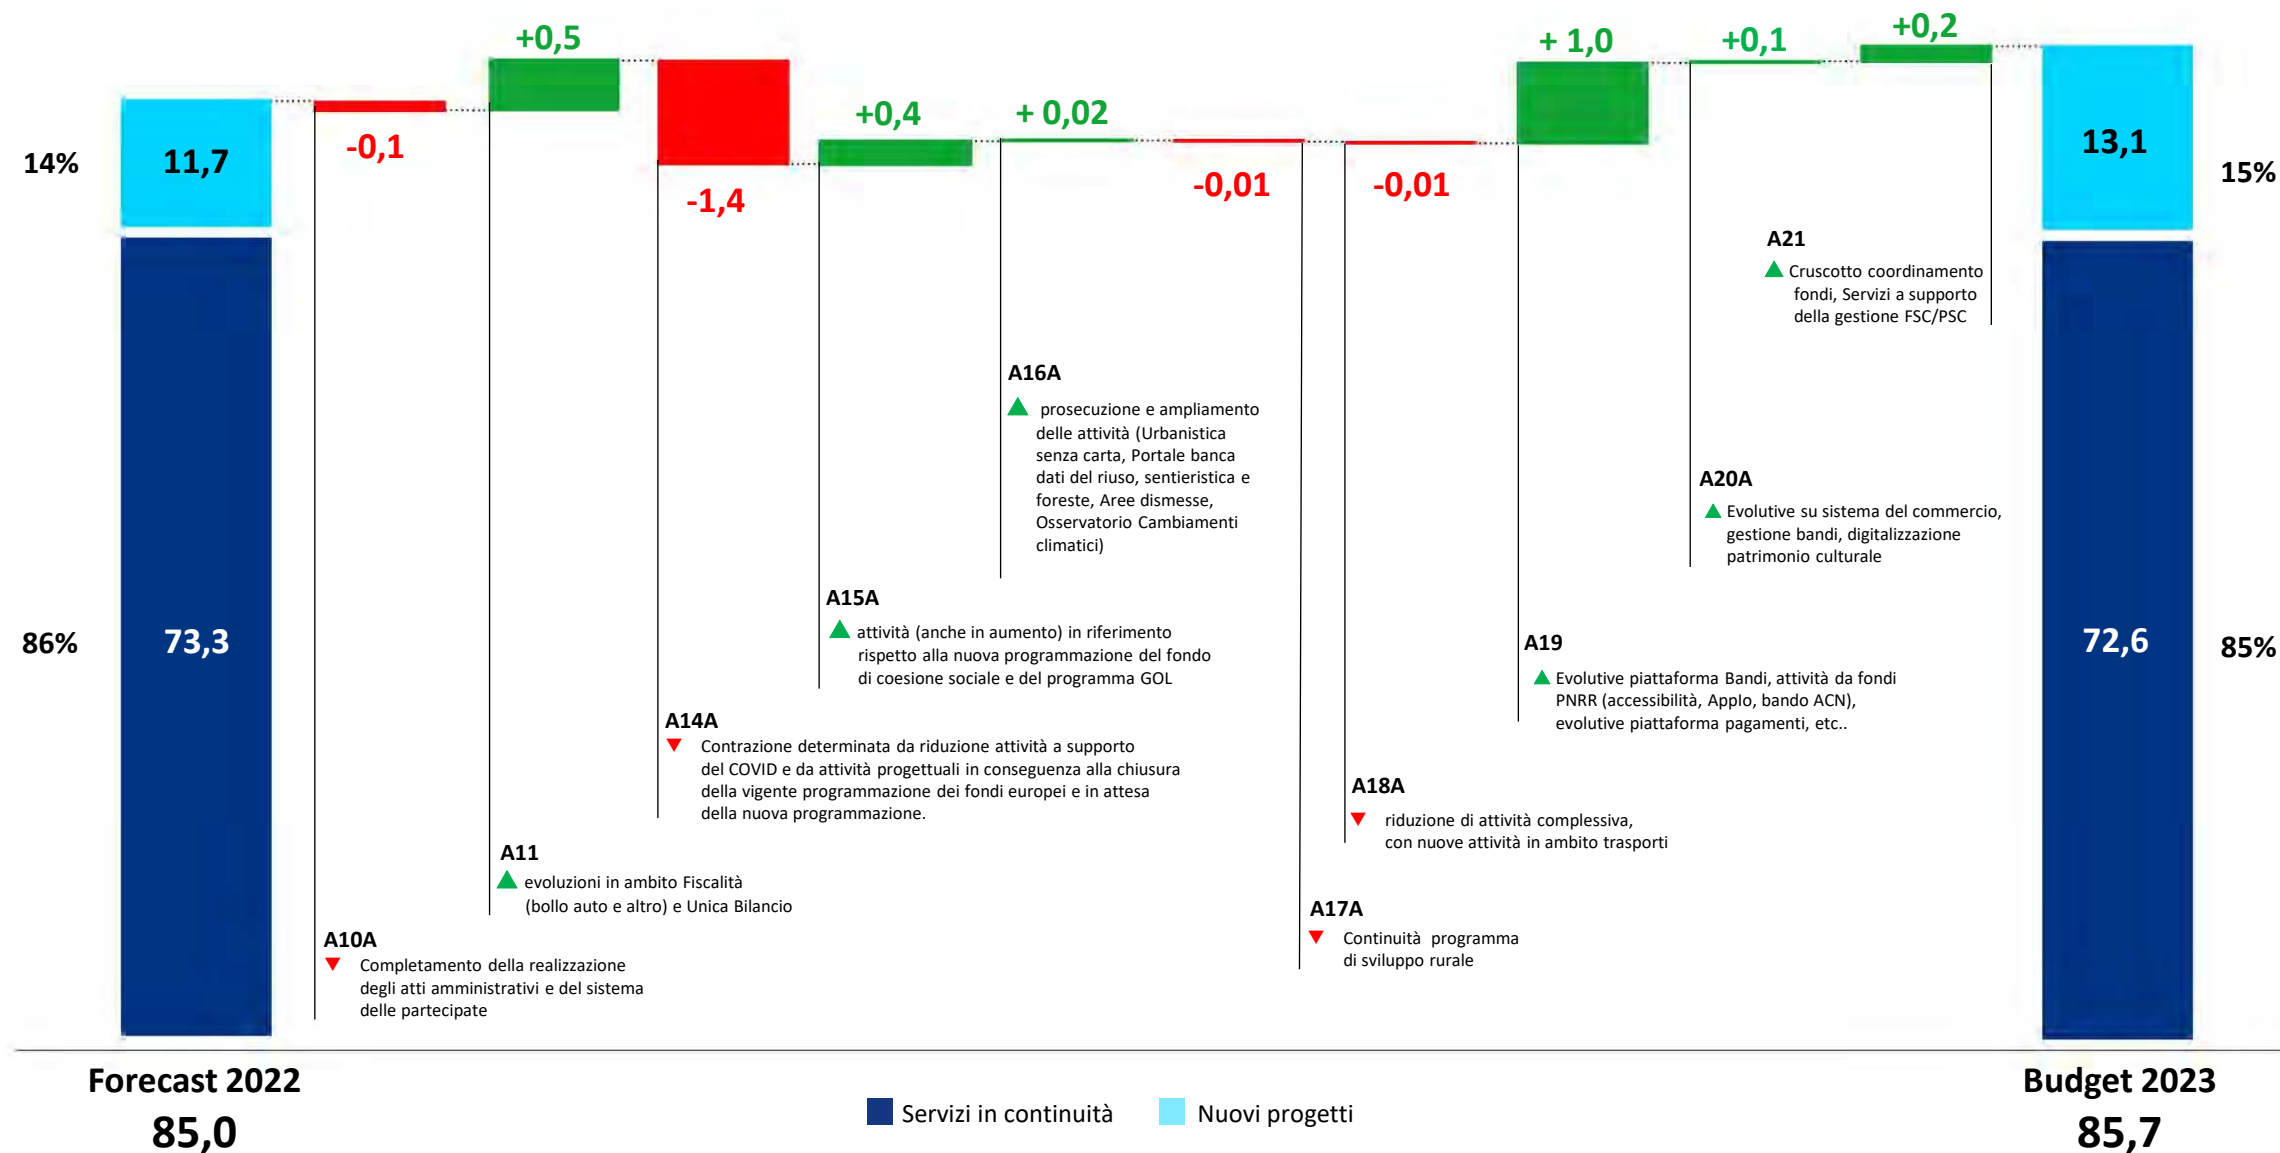 +0,5
+ 1,0
+0,1
+0,2
-0,1
+0,4
+ 0,02
14%
11,7
-1,4
-0,01
-0,01
13,1
15%
A21
Cruscotto coordinamento
fondi, Servizi a supporto
della gestione FSC/PSC
A16A
prosecuzione e ampliamento
delle attività (Urbanistica
senza carta, Portale banca
dati del riuso, sentieristica e
foreste, Aree dismesse,
Osservatorio Cambiamenti
climatici)
A20A
Evolutive su sistema del commercio,
gestione bandi, digitalizzazione
patrimonio culturale
A15A
attività (anche in aumento) in riferimento
rispetto alla nuova programmazione del fondo
di coesione sociale e del programma GOL
86%
73,3
A19
Evolutive piattaforma Bandi, attività da fondi
PNRR (accessibilità, AppIo, bando ACN),
evolutive piattaforma pagamenti, etc..
72,6
85%
A14A
Contrazione determinata da riduzione attività a supporto
del COVID e da attività progettuali in conseguenza alla chiusura
della vigente programmazione dei fondi europei e in attesa
della nuova programmazione.
A18A
riduzione di attività complessiva,
con nuove attività in ambito trasporti
A11
evoluzioni in ambito Fiscalità
(bollo auto e altro) e Unica Bilancio
A17A
Continuità programma
di sviluppo rurale
A10A
Completamento della realizzazione
degli atti amministrativi e del sistema
delle partecipate
Forecast 2022
85,0
Servizi in continuità
Nuovi progetti
Budget 2023
85,7